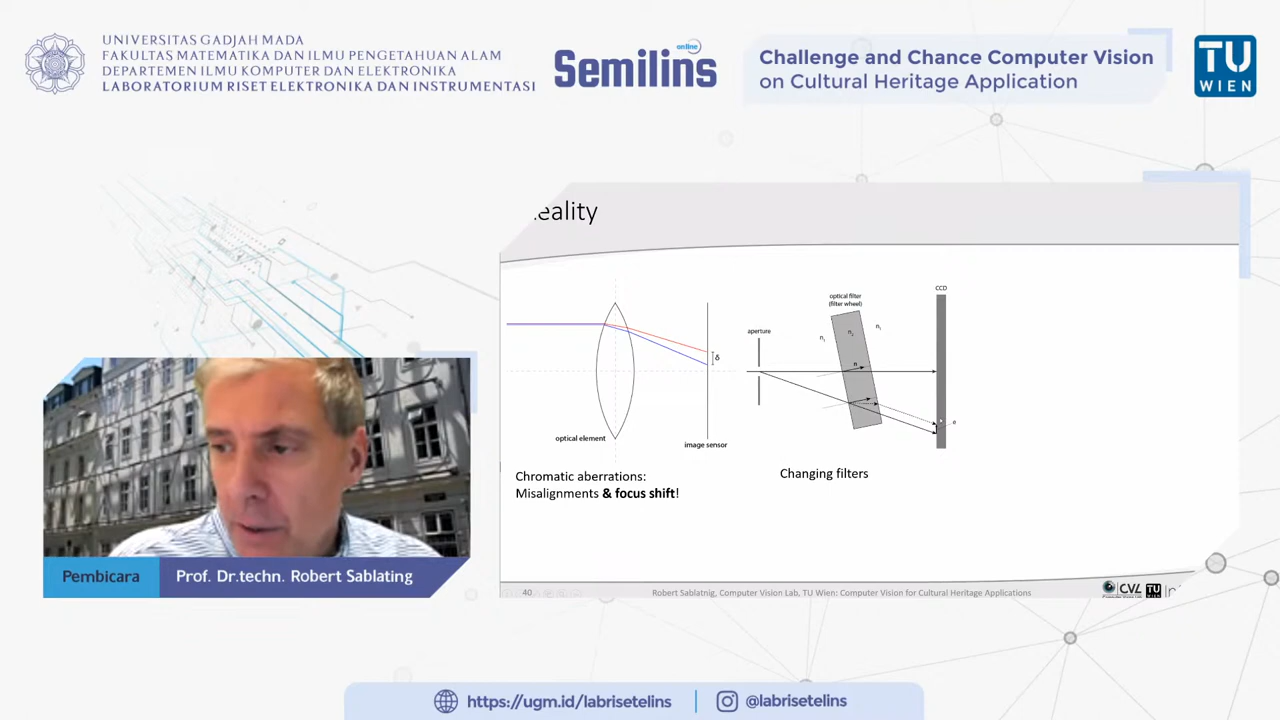 UNIVERSITAS GADJAH MADA
FAKULTAS MATEMATIKA DAN ILMU PENGETAHUAN ALAM
DEPARTEMEN ILMU KOMPUTER DAN ELEKTRONIKA
LABORATORIUM RISET ELEKTRONIKA DAN INSTRUMENTASI
online
Semilins
Challenge and Chance Computer Vision
on Cultural Heritage Application
TU
WIEN
eality
optical element
δ
image sensor
Chromatic aberrations:
Misalignments & focus shift!
aperture
optical filter
(filter wheel)
n₁
n₂
n₁
n
CCD
e
Changing filters
40
Robert Sablatnig, Computer Vision Lab, TU Wien: Computer Vision for Cultural Heritage Applications
CVL
TU
Pembicara
Prof. Dr.techn. Robert Sablating
https://ugm.id/labrisetelins
@labrisetelins